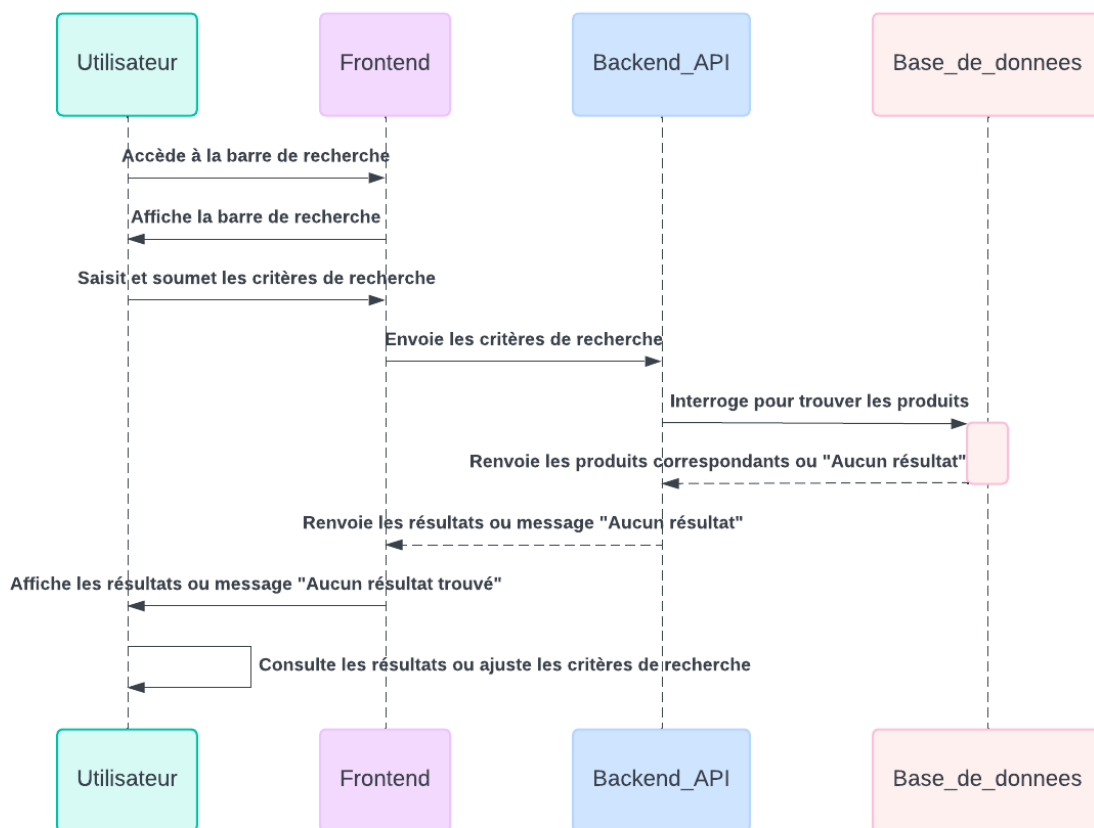 Utilisateur
Frontend
Backend_API
Base_de_donnees
Accède à la barre de recherche
Affiche la barre de recherche
Saisit et soumet les critères de recherche
Envoie les critères de recherche
Interroge pour trouver les produits
Renvoie les produits correspondants ou "Aucun résultat"
Renvoie les résultats ou message "Aucun résultat"
Affiche les résultats ou message "Aucun résultat trouvé"
Consulte les résultats ou ajuste les critères de recherche
Utilisateur
Frontend
Backend_API
Base_de_donnees